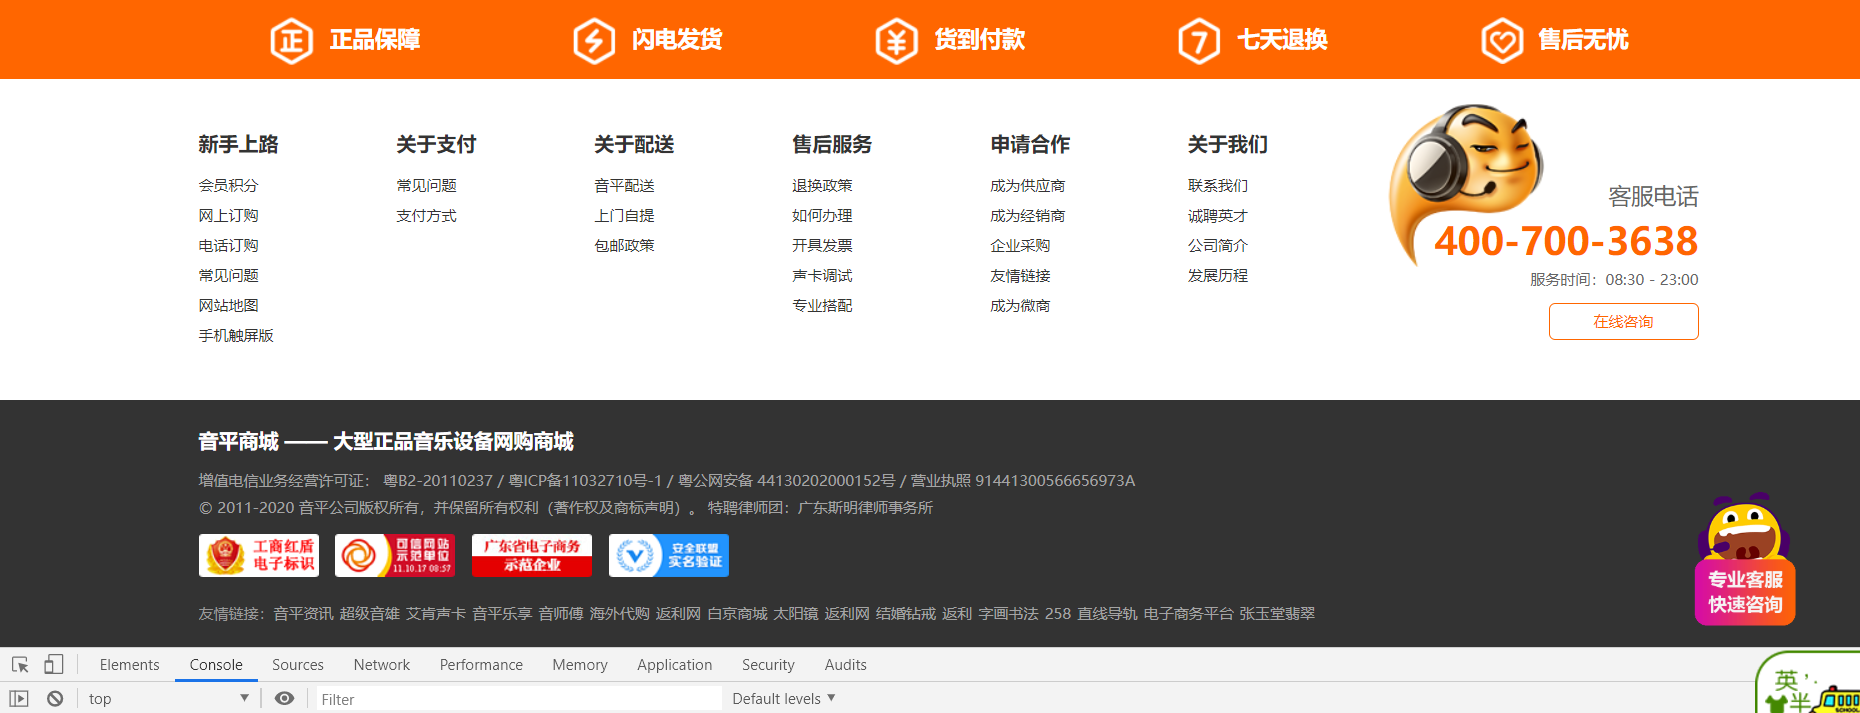 正 正品保障 闪电发货 ¥ 货到付款 7 七天退换 售后无忧
新手上路
会员积分
网上订购
电话订购
常见问题
网站地图
手机触屏版
关于支付
常见问题
支付方式
关于配送
音平配送
上门自提
包邮政策
售后服务
退换政策
如何办理
开具发票
声卡调试
专业搭配
申请合作
成为供应商
成为经销商
企业采购
友情链接
成为微商
关于我们
联系我们
诚聘英才
公司简介
发展历程
客服电话
400-700-3638
服务时间：08:30 - 23:00
在线咨询
音平商城 —— 大型正品音乐设备网购商城
增值电信业务经营许可证： 粤B2-20110237 / 粤ICP备11032710号-1 / 粤公网安备 44130202000152号 / 营业执照 91441300566656973A
© 2011-2020 音平公司版权所有，并保留所有权利（著作权及商标声明）。 特聘律师团：广东斯明律师事务所
工商红盾
电子标识
可信网站
示范单位
11.10.17 08:57
广东省电子商务
示范企业
安全联盟
实名验证
友情链接：音平资讯 超级音雄 艾肯声卡 音平乐享 音师傅 海外代购 返利网 白京商城 太阳镜 返利网 结婚钻戒 返利 字画书法 258 直线导轨 电子商务平台 张玉堂翡翠
专业客服
快速咨询
Elements Console Sources Network Performance Memory Application Security Audits
top Filter Default levels
英 ’,
半
SCHOOL